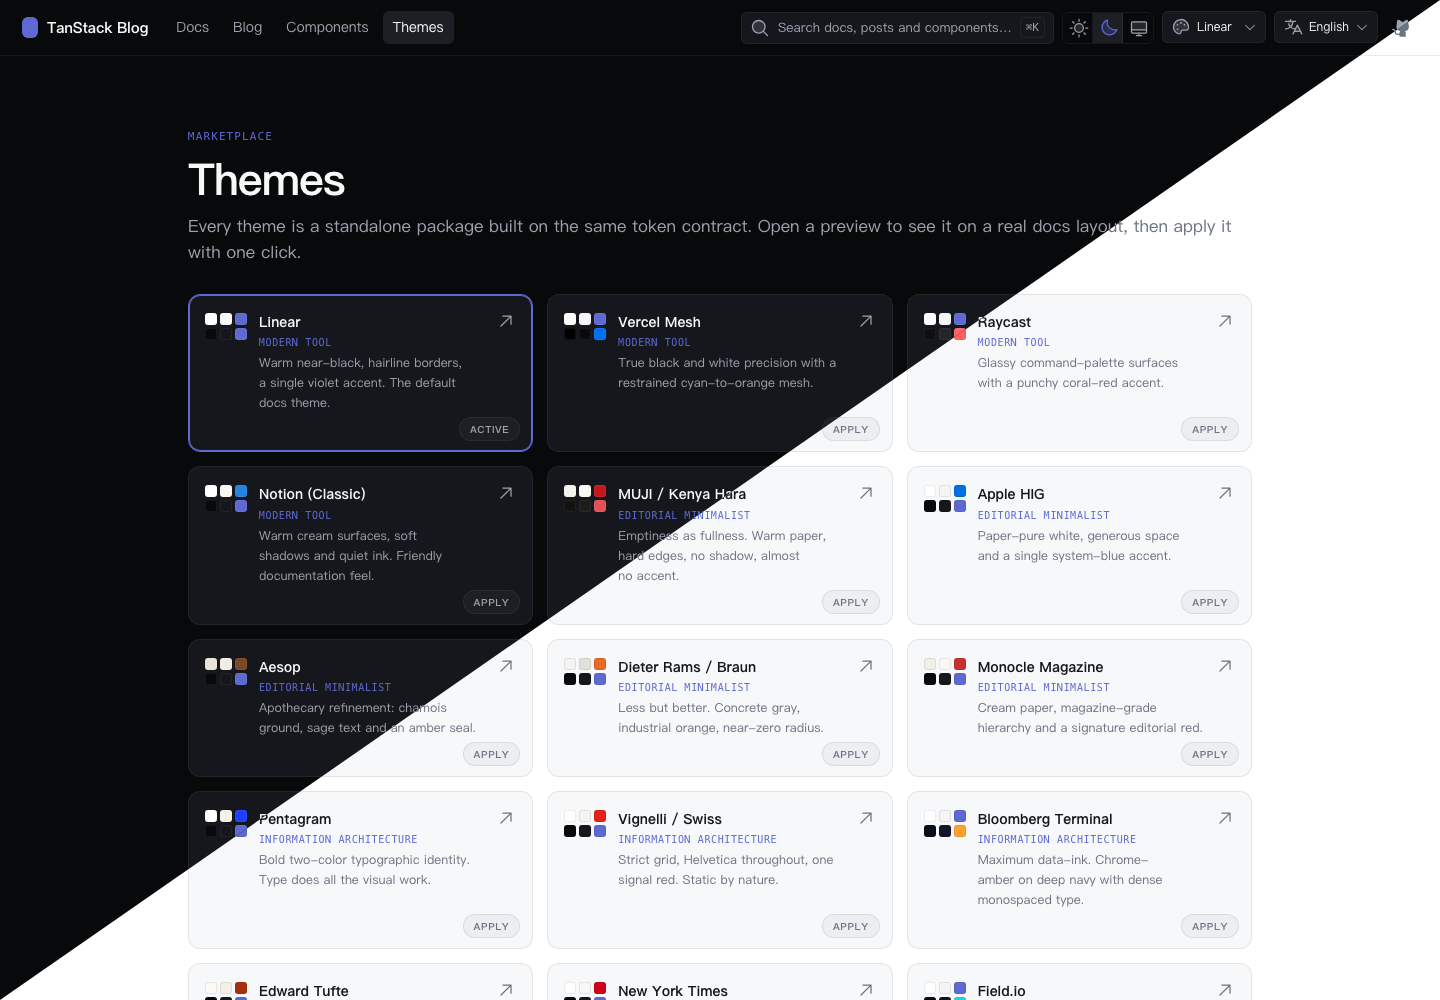 TanStack Blog Docs Blog Components Themes Search docs, posts and components... ⌘K Linear English
MARKETPLACE
Themes
Every theme is a standalone package built on the same token contract. Open a preview to see it on a real docs layout, then apply it
with one click.
Linear
MODERN TOOL
Warm near-black, hairline borders,
a single violet accent. The default
docs theme.
ACTIVE
Vercel Mesh
MODERN TOOL
True black and white precision with a
restrained cyan-to-orange mesh.
APPLY
Raycast
MODERN TOOL
Glassy command-palette surfaces
with a punchy coral-red accent.
APPLY
Notion (Classic)
MODERN TOOL
Warm cream surfaces, soft
shadows and quiet ink. Friendly
documentation feel.
APPLY
MUJI / Kenya Hara
EDITORIAL MINIMALIST
Emptiness as fullness. Warm paper,
hard edges, no shadow, almost
no accent.
APPLY
Apple HIG
EDITORIAL MINIMALIST
Paper-pure white, generous space
and a single system-blue accent.
APPLY
Aesop
EDITORIAL MINIMALIST
Apothecary refinement: chamois
ground, sage text and an amber seal.
APPLY
Dieter Rams / Braun
EDITORIAL MINIMALIST
Less but better. Concrete gray,
industrial orange, near-zero radius.
APPLY
Monocle Magazine
EDITORIAL MINIMALIST
Cream paper, magazine-grade
hierarchy and a signature editorial red.
APPLY
Pentagram
INFORMATION ARCHITECTURE
Bold two-color typographic identity.
Type does all the visual work.
APPLY
Vignelli / Swiss
INFORMATION ARCHITECTURE
Strict grid, Helvetica throughout, one
signal red. Static by nature.
APPLY
Bloomberg Terminal
INFORMATION ARCHITECTURE
Maximum data-ink. Chrome-
amber on deep navy with dense
monospaced type.
APPLY
Edward Tufte
New York Times
Field.io